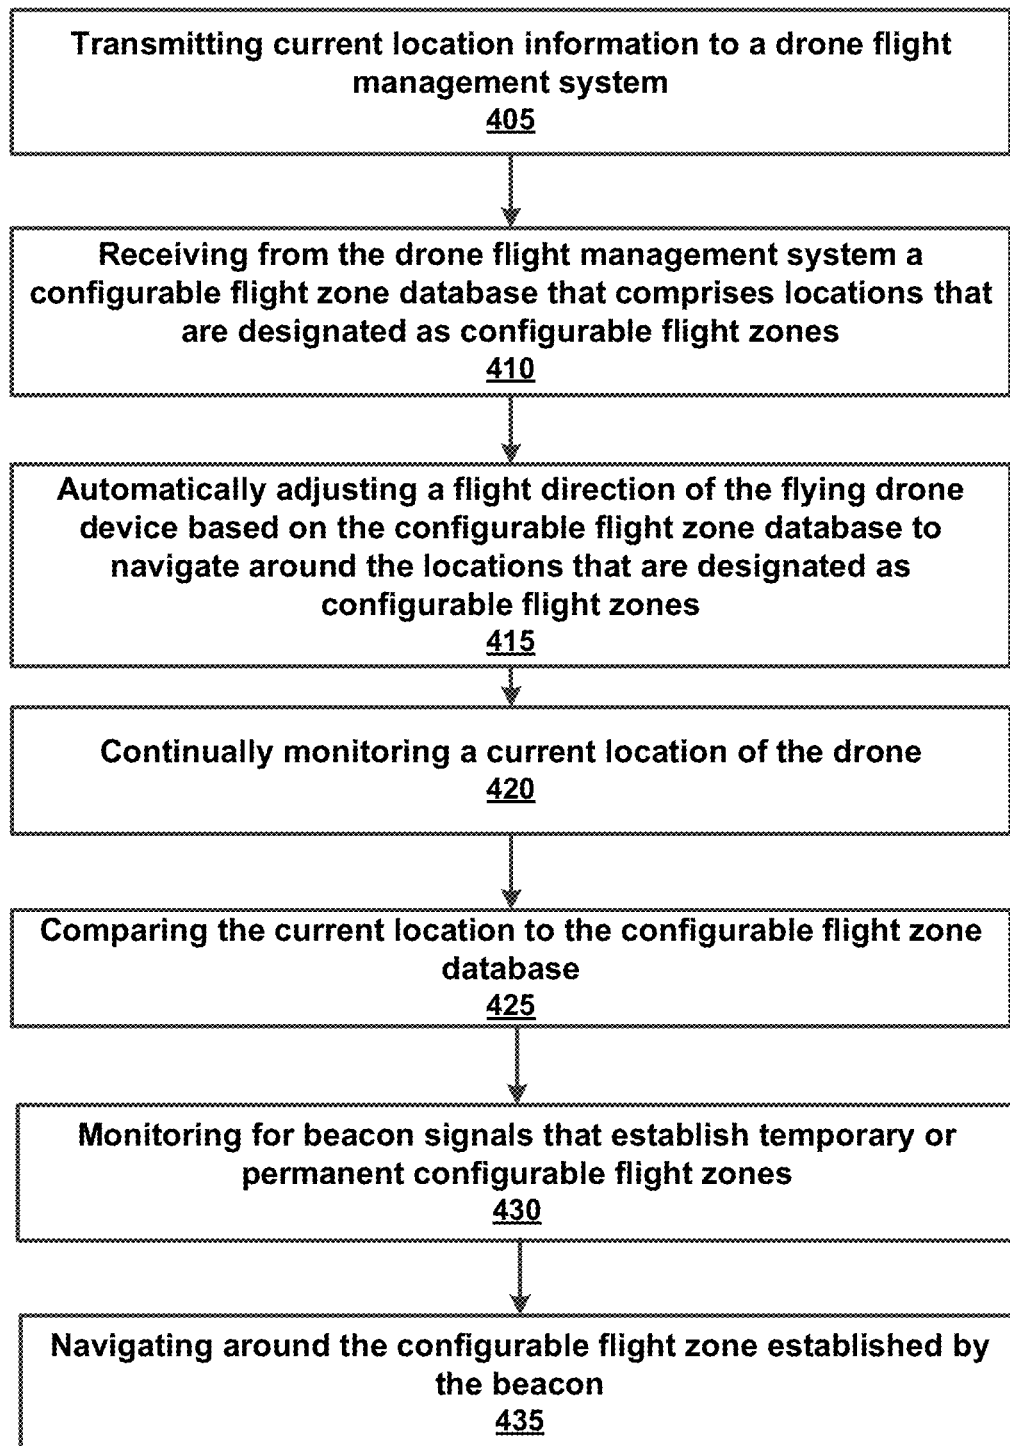 Transmitting current location information to a drone flight
management system
405
Receiving from the drone flight management system a
configurable flight zone database that comprises locations that
are designated as configurable flight zones
410
Automatically adjusting a flight direction of the flying drone
device based on the configurable flight zone database to
navigate around the locations that are designated as
configurable flight zones
415
Continually monitoring a current location of the drone
420
Comparing the current location to the configurable flight zone
database
425
Monitoring for beacon signals that establish temporary or
permanent configurable flight zones
430
Navigating around the configurable flight zone established by
the beacon
435